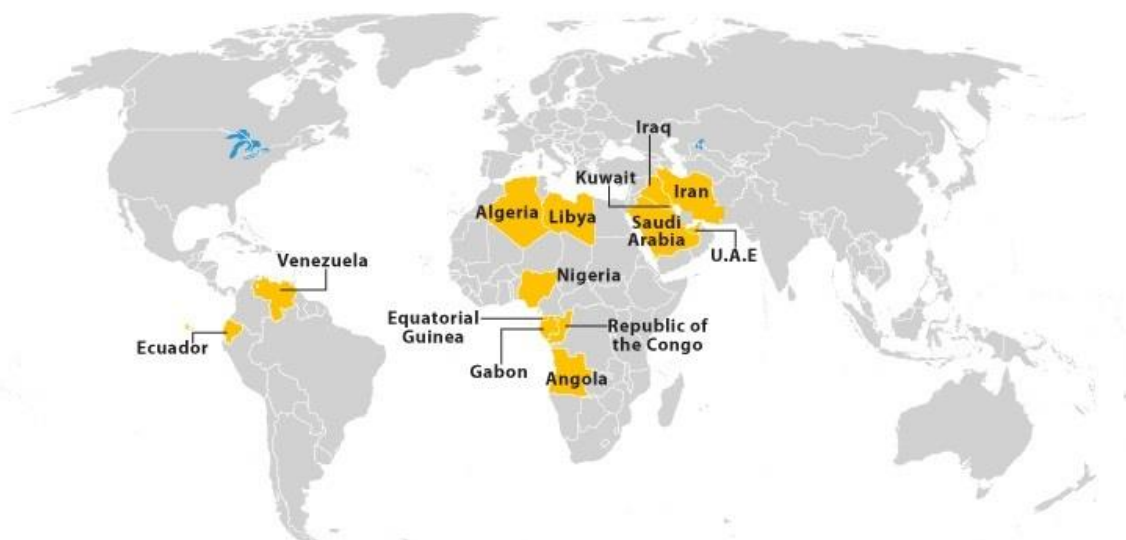 Iraq
Kuwait
Iran
Algeria
Libya
Saudi
Arabia
U.A.E
Venezuela
Nigeria
Equatorial
Guinea
Republic of
the Congo
Ecuador
Gabon
Angola